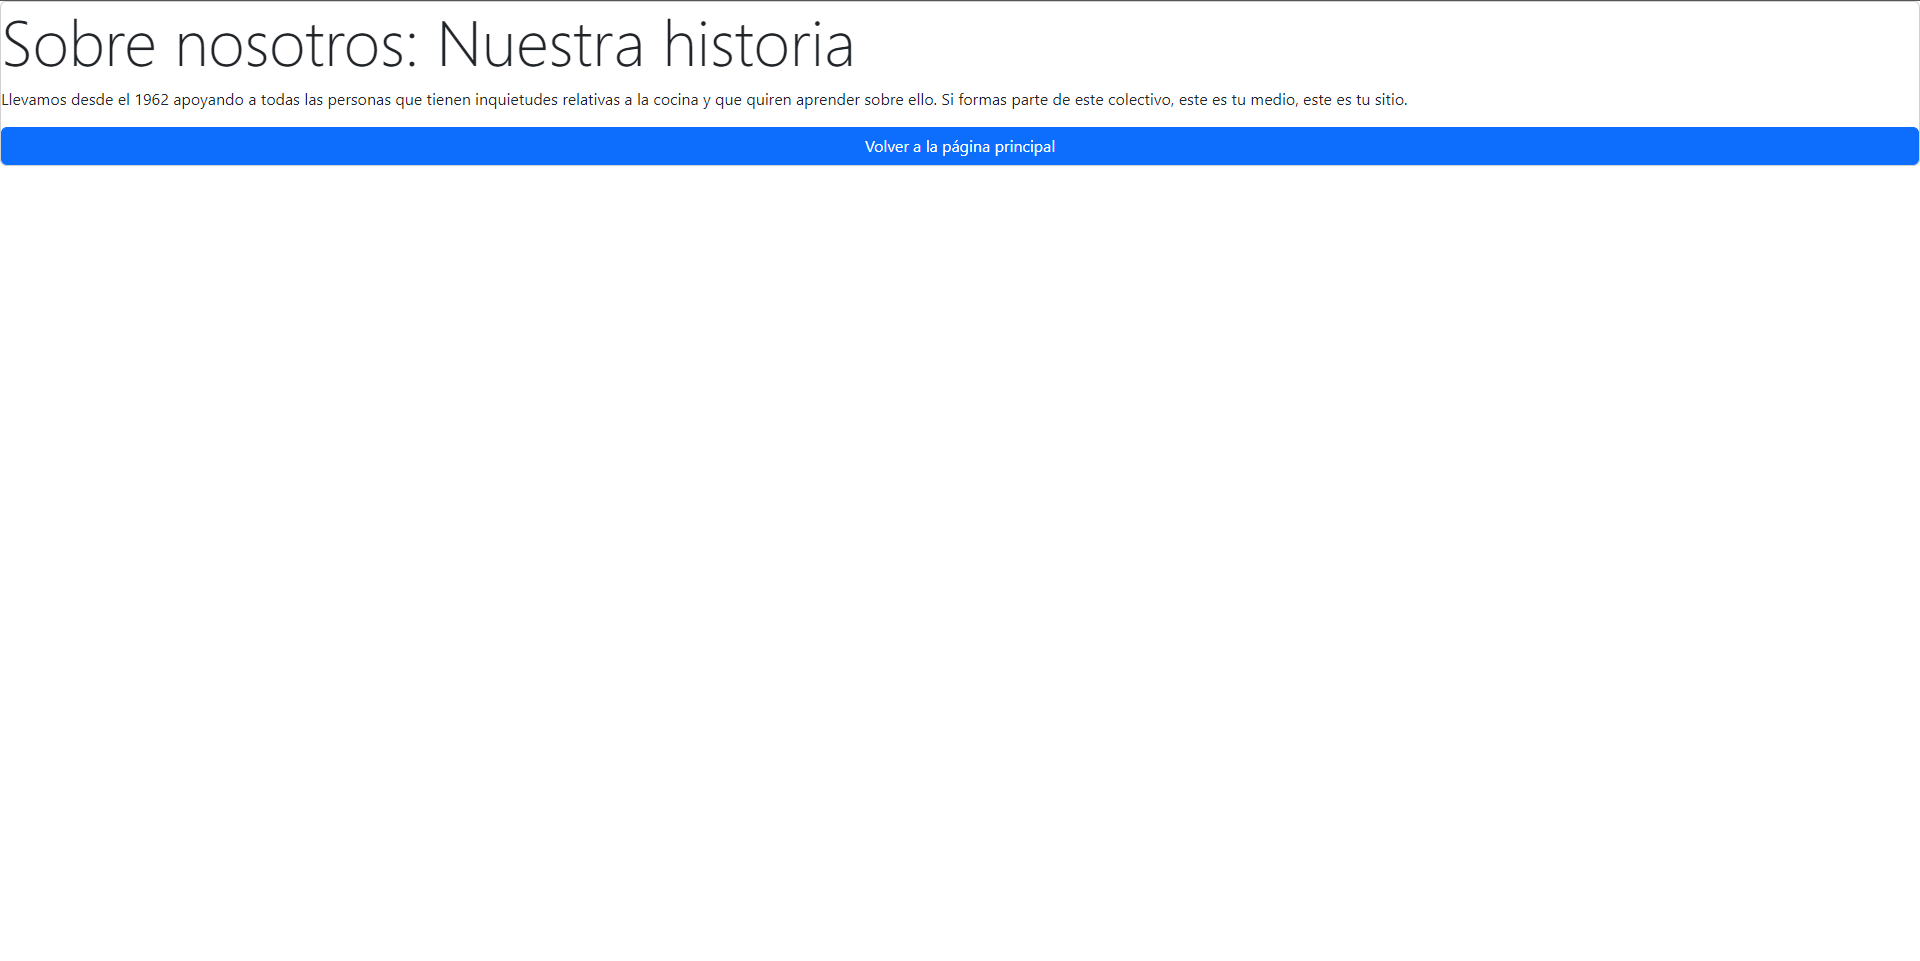 Sobre nosotros: Nuestra historia
Llevamos desde el 1962 apoyando a todas las personas que tienen inquietudes relativas a la cocina y que quiren aprender sobre ello. Si formas parte de este colectivo, este es tu medio, este es tu sitio.
Volver a la página principal